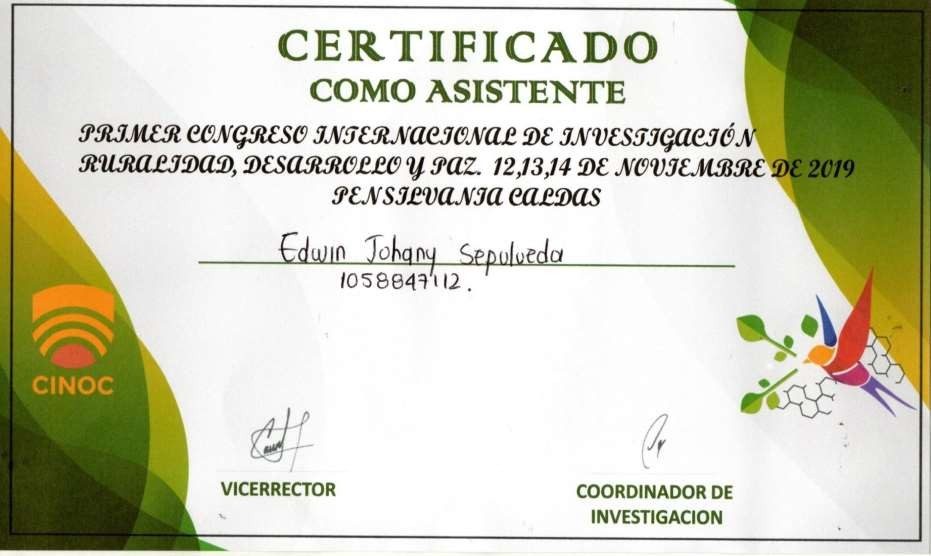 CERTIFICADO
COMO ASISTENTE
PRIMER CONGRESO INTERNACIONAL DE INVESTIGACIÓN
RURALIDAD, DESARROLLO Y PAZ. 12,13,14 DE NOVIEMBRE DE 2019
PENSILVANIA CALDAS
Edwin Johany Sepulveda
1058847112.
CINOC
VICERRECTOR
COORDINADOR DE
INVESTIGACION